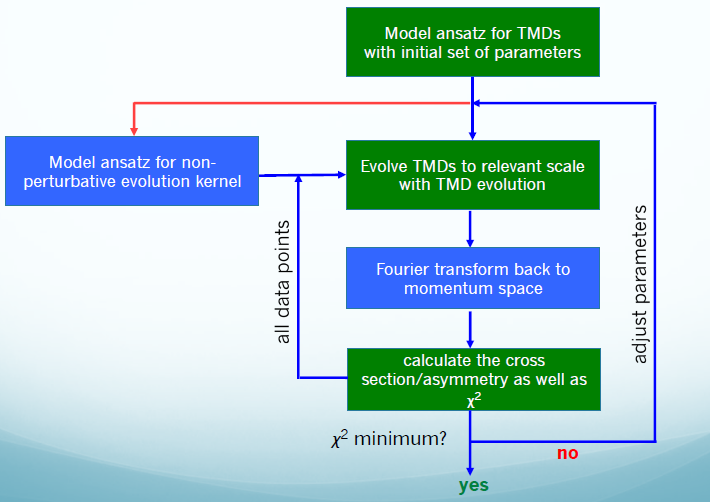 Model ansatz for TMDs
with initial set of parameters
Model ansatz for non-
perturbative evolution kernel
Evolve TMDs to relevant scale
with TMD evolution
all data points
Fourier transform back to
momentum space
adjust parameters
calculate the cross
section/asymmetry as well as
χ²
χ² minimum?
no
yes